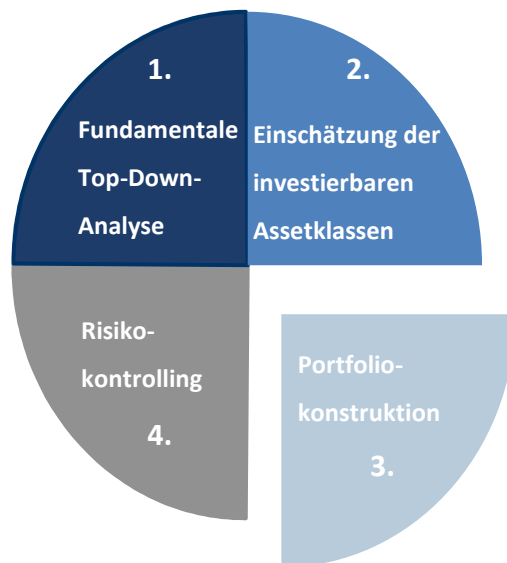 1.
Fundamentale
Top-Down-
Analyse
2.
Einschätzung der
investierbaren
Assetklassen
Portfolio-
konstruktion
3.
Risiko-
kontrolling
4.